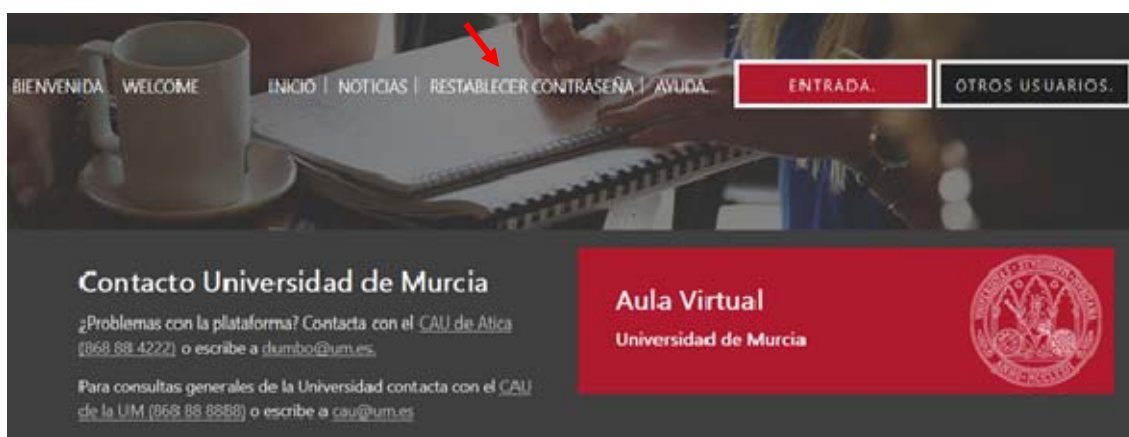 BIENVENIDA WELCOME INICIO | NOTICIAS | RESTABLECER CONTRASEÑA | AYUDA. ENTRADA. OTROS USUARIOS.
Contacto Universidad de Murcia
¿Problemas con la plataforma? Contacta con el CAU de Atica
(868 88 4222) o escribe a dumbo@um.es.
Para consultas generales de la Universidad contacta con el CAU
de la UM (868 88 8888) o escribe a cau@um.es
Aula Virtual
Universidad de Murcia